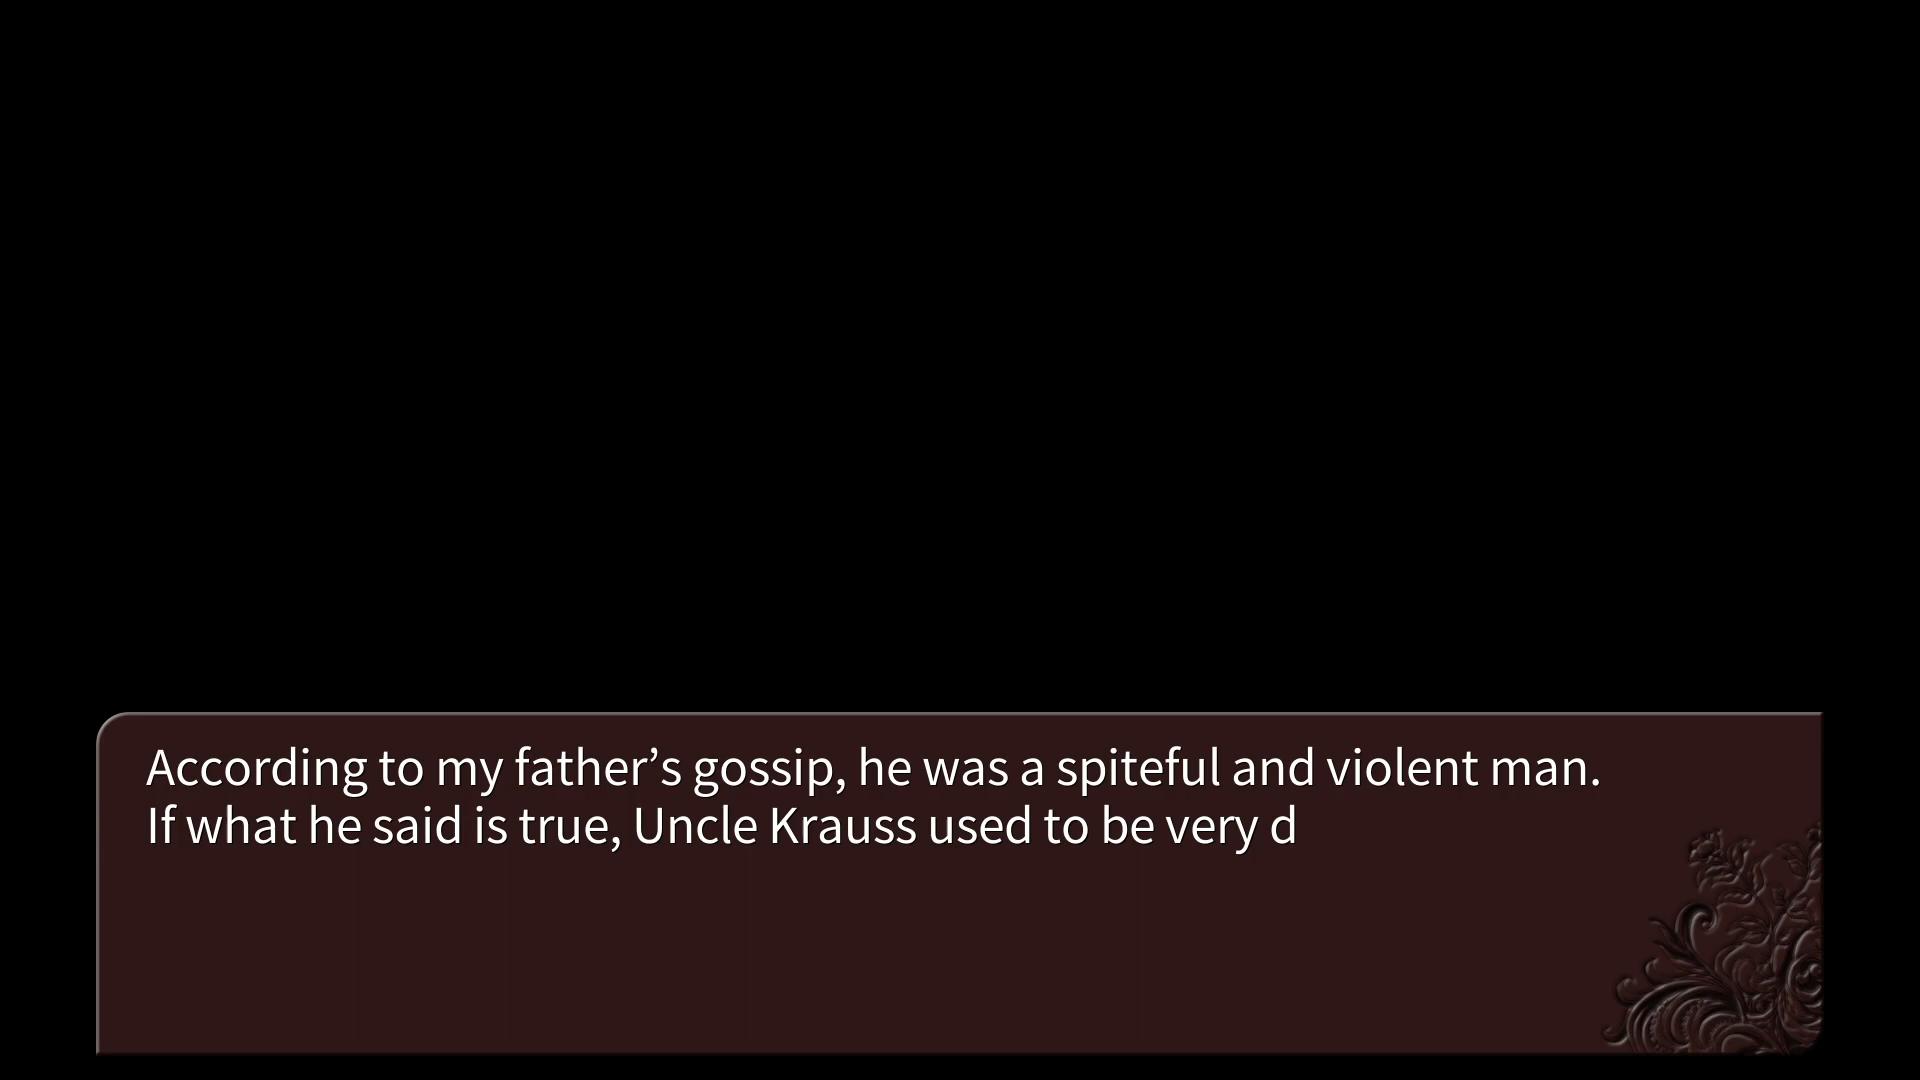 According to my father’s gossip, he was a spiteful and violent man.
If what he said is true, Uncle Krauss used to be very d